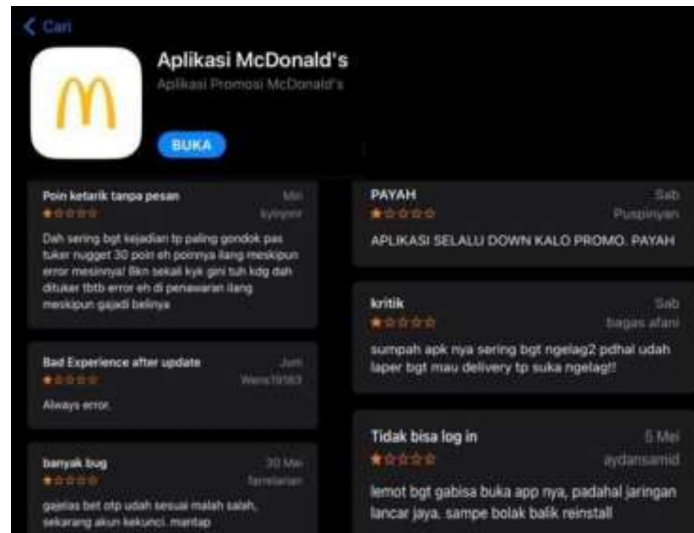 Cari
Aplikasi McDonald's
Aplikasi Promosi McDonald's
BUKA
Poin ketarik tanpa pesan
Min
kyinynr
Dah sering bgt kejadian tp paling gondok pas
tuker nugget 30 poin eh poinnya ilang meskipun
error mesinnya! Bkn sekali kyk gini tuh kdg dah
dituker tbtb error eh di penawaran ilang
meskipun gajadi belinya
Bad Experience after update
Jum
Always error.
banyak bug
30 Mei
gajelas bet otp udah sesuai malah salah,
sekarang akun kekunci. mantap
PAYAH
Sab
Puspinyan
APLIKASI SELALU DOWN KALO PROMO. PAYAH
kritik
Sab
bagas afani
sumpah apk nya sering bgt ngelag2 pdhal udah
laper bgt mau delivery tp suka ngelag!!
Tidak bisa log in
5 Mei
aydansamid
lemot bgt gabisa buka app nya, padahal jaringan
lancar jaya. sampe bolak balik reinstall